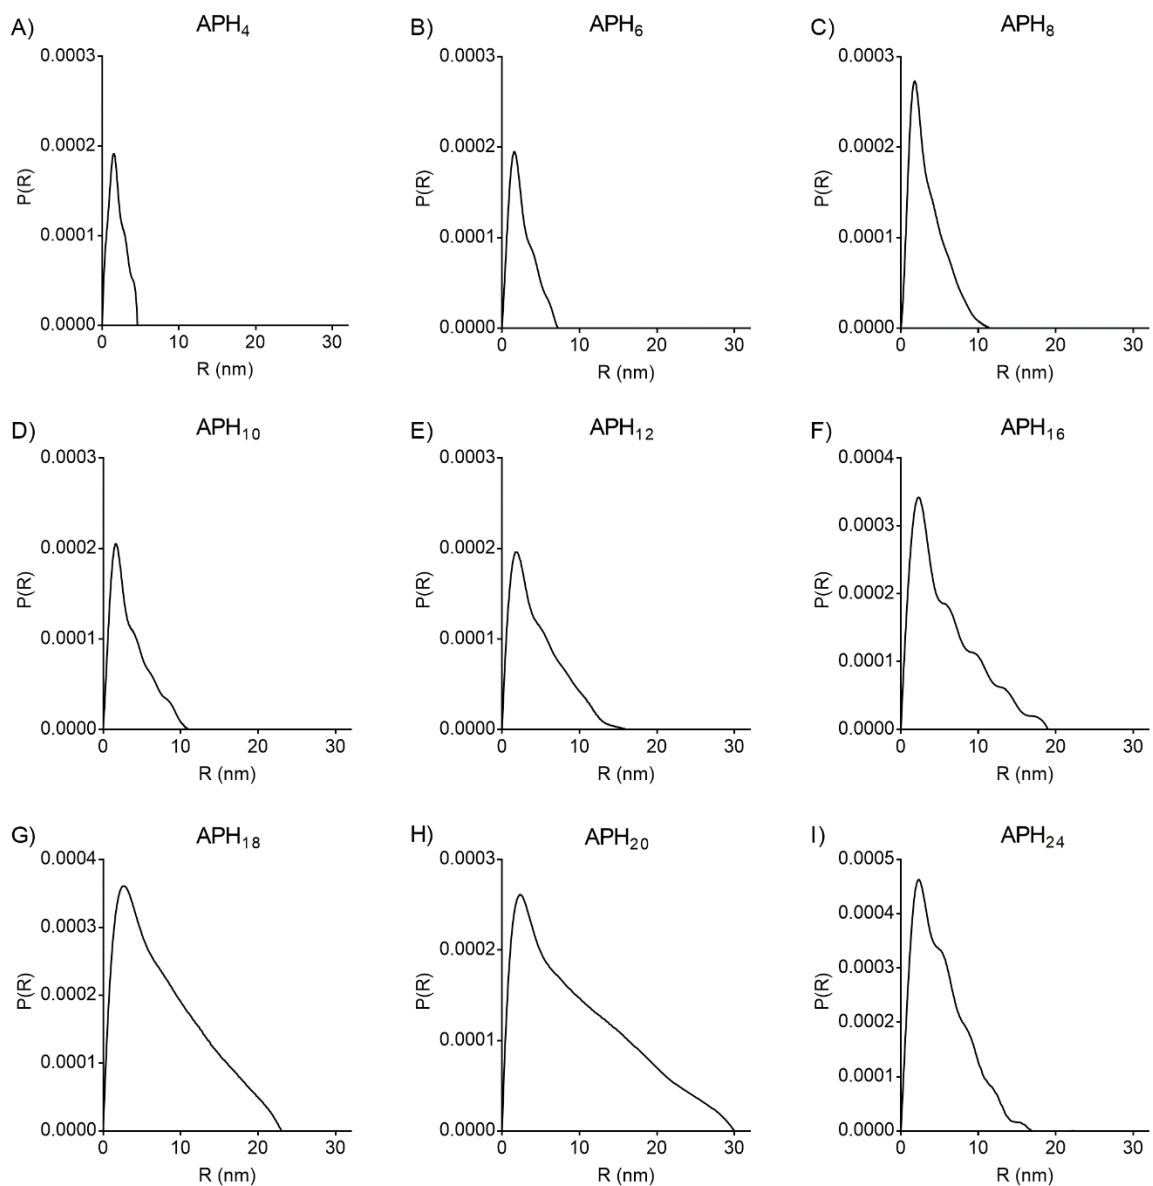 A) APH₄
0.0003
0.0002
0.0001
0.0000
P(R)
0 10 20 30
R (nm)
B) APH₆
0.0003
0.0002
0.0001
0.0000
P(R)
0 10 20 30
R (nm)
C) APH₈
0.0003
0.0002
0.0001
0.0000
P(R)
0 10 20 30
R (nm)
D) APH₁₀
0.0003
0.0002
0.0001
0.0000
P(R)
0 10 20 30
R (nm)
E) APH₁₂
0.0003
0.0002
0.0001
0.0000
P(R)
0 10 20 30
R (nm)
F) APH₁₆
0.0004
0.0003
0.0002
0.0001
0.0000
P(R)
0 10 20 30
R (nm)
G) APH₁₈
0.0004
0.0003
0.0002
0.0001
0.0000
P(R)
0 10 20 30
R (nm)
H) APH₂₀
0.0003
0.0002
0.0001
0.0000
P(R)
0 10 20 30
R (nm)
I) APH₂₄
0.0005
0.0004
0.0003
0.0002
0.0001
0.0000
P(R)
0 10 20 30
R (nm)